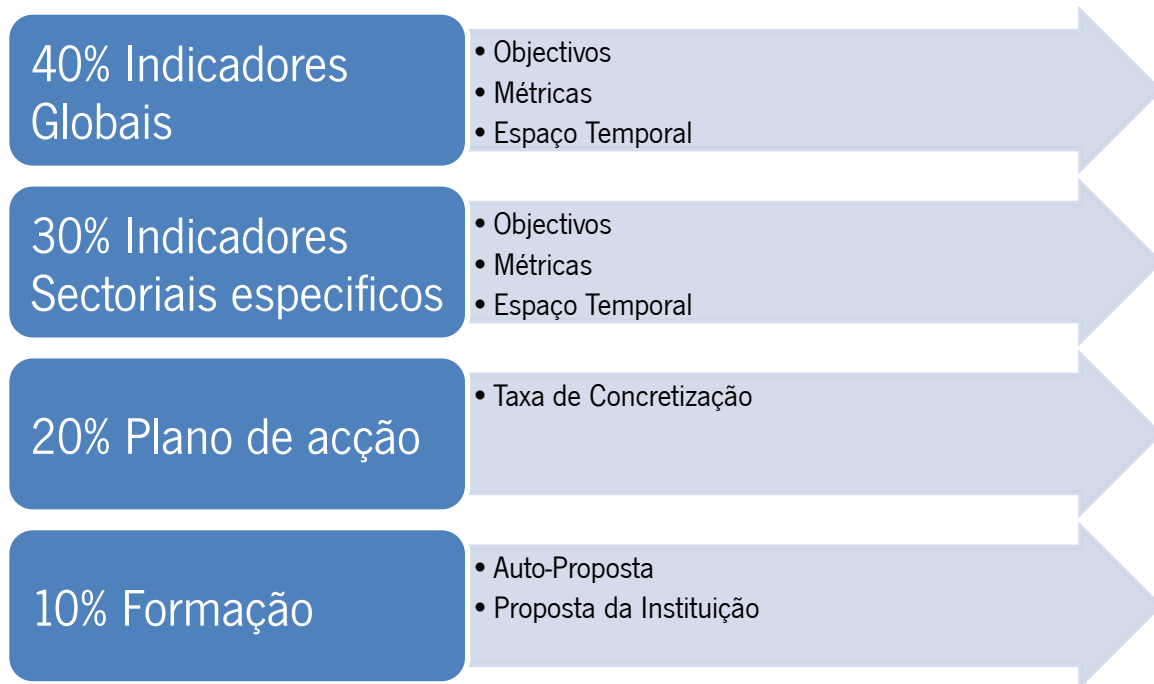 40% Indicadores
Globais
• Objectivos
• Métricas
• Espaço Temporal
30% Indicadores
Sectoriais especificos
• Objectivos
• Métricas
• Espaço Temporal
20% Plano de acção
• Taxa de Concretização
10% Formação
• Auto-Proposta
• Proposta da Instituição